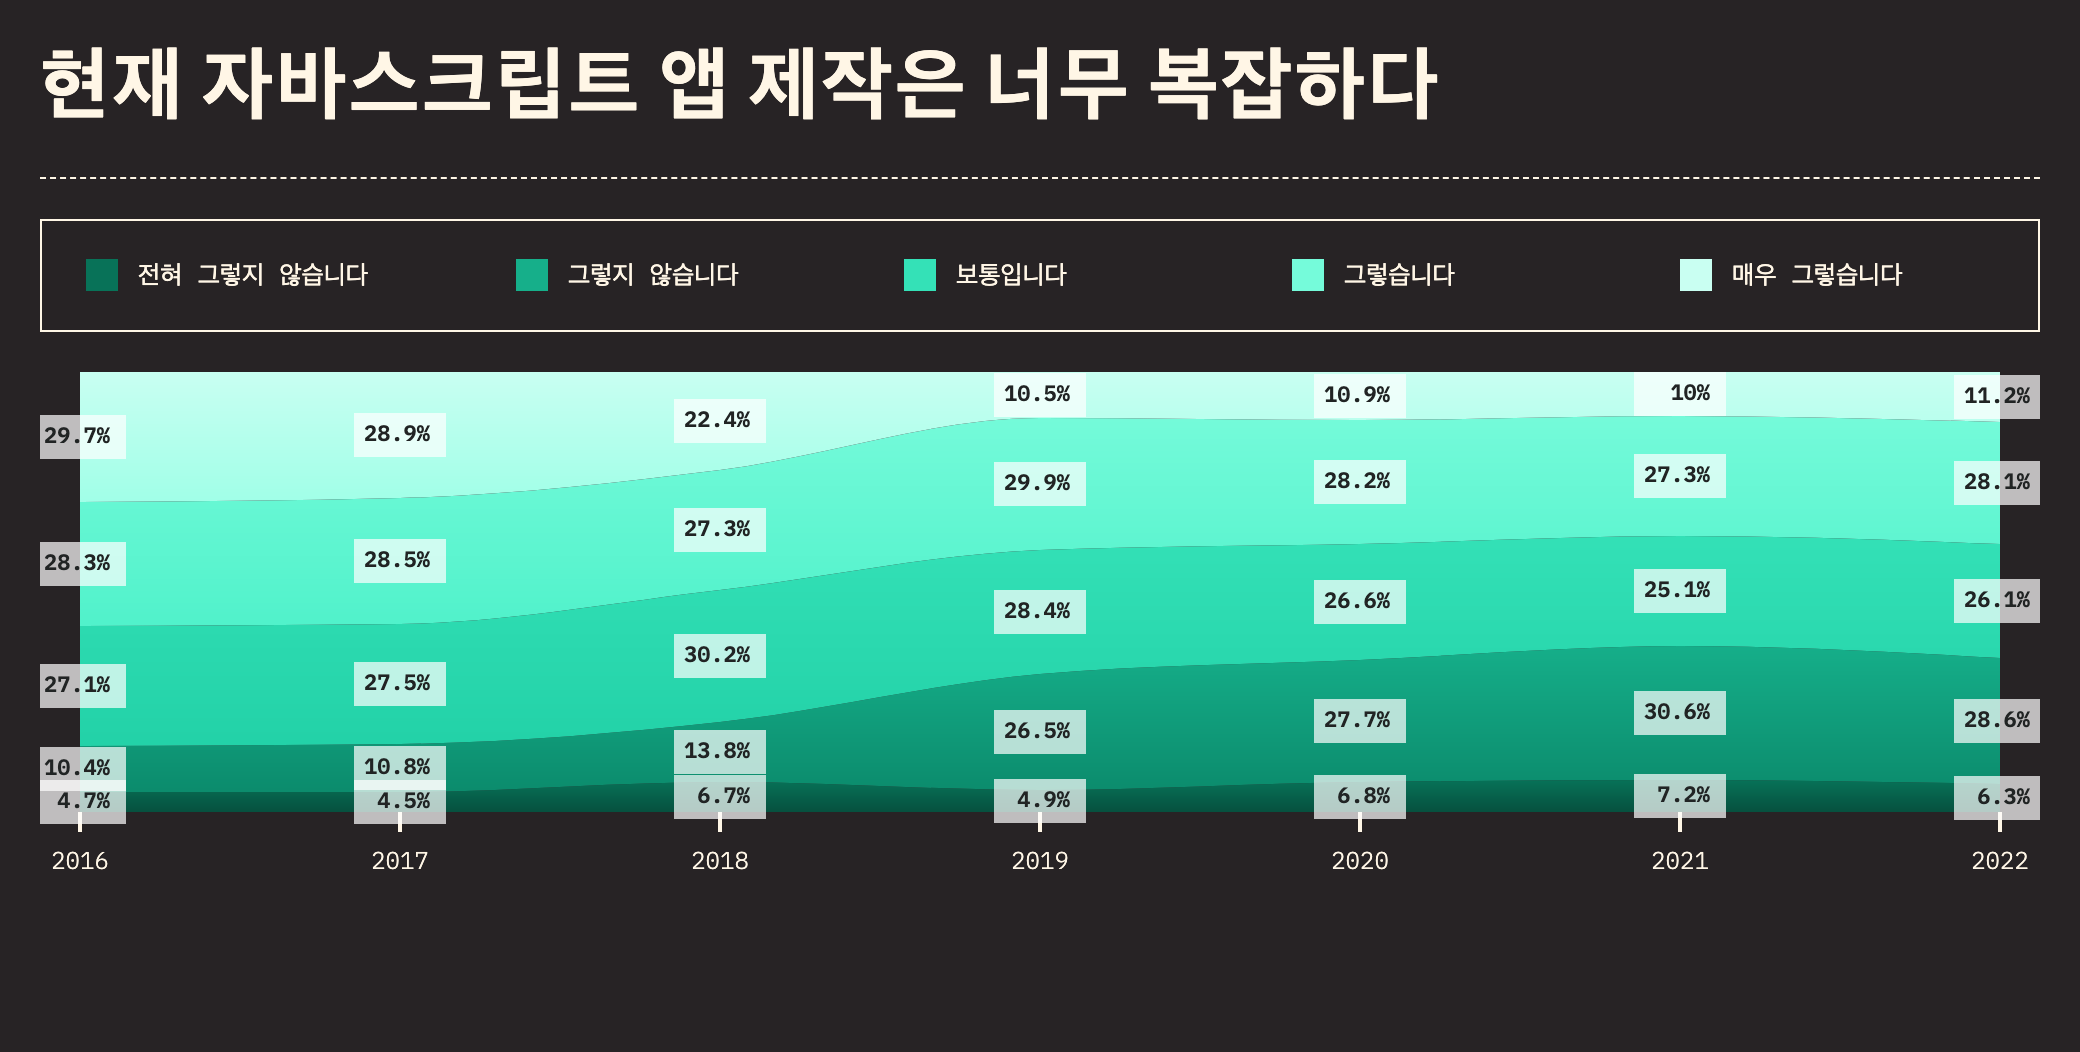 현재 자바스크립트 앱 제작은 너무 복잡하다
전혀 그렇지 않습니다 그렇지 않습니다 보통입니다 그렇습니다 매우 그렇습니다
29.7% 28.9% 22.4% 10.5% 10.9% 10% 11.2%
28.3% 28.5% 27.3% 29.9% 28.2% 27.3% 28.1%
27.1% 27.5% 30.2% 28.4% 26.6% 25.1% 26.1%
10.4% 10.8% 13.8% 26.5% 27.7% 30.6% 28.6%
4.7% 4.5% 6.7% 4.9% 6.8% 7.2% 6.3%
2016 2017 2018 2019 2020 2021 2022